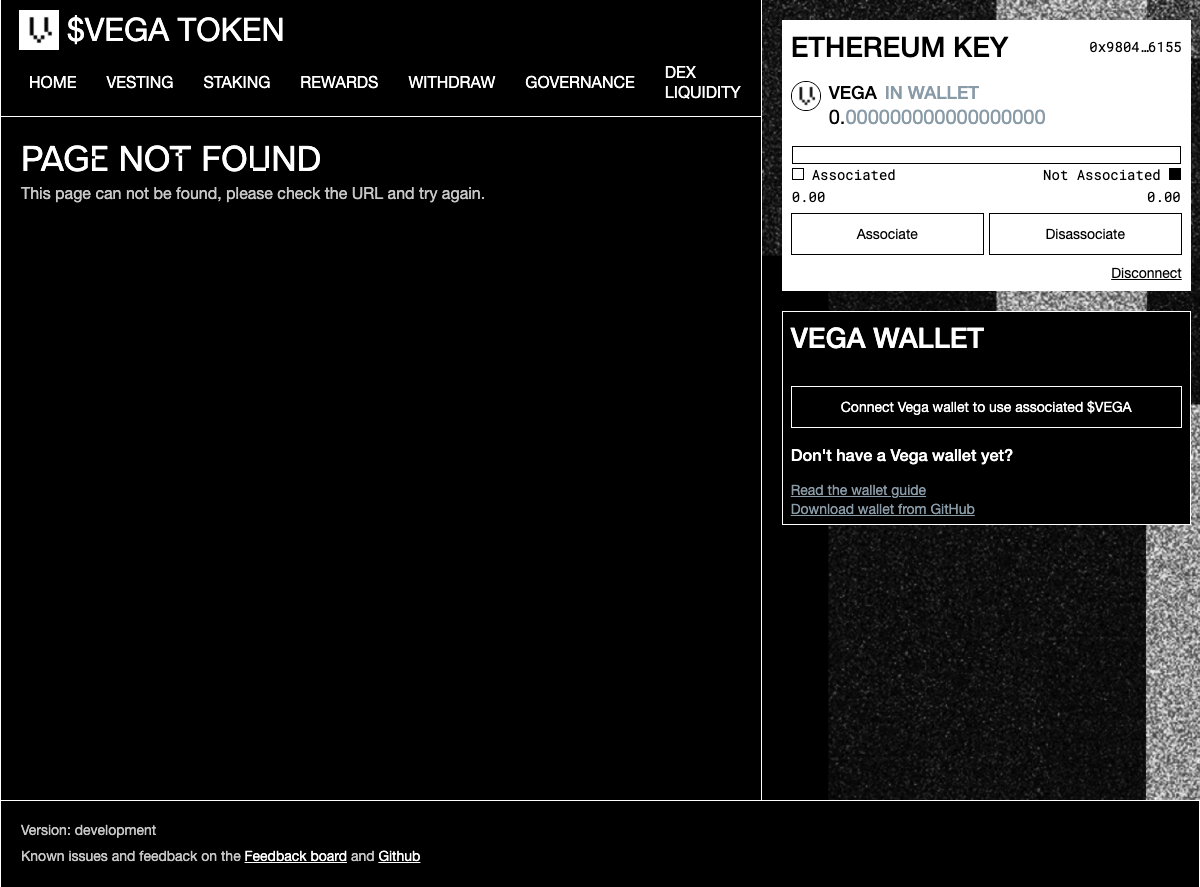 $VEGA TOKEN
HOME VESTING STAKING REWARDS WITHDRAW GOVERNANCE DEX LIQUIDITY
PAGE NOT FOUND
This page can not be found, please check the URL and try again.
ETHEREUM KEY 0x9804…6155
VEGA IN WALLET
0.000000000000000000
Associated Not Associated
0.00 0.00
Associate Disassociate
Disconnect
VEGA WALLET
Connect Vega wallet to use associated $VEGA
Don't have a Vega wallet yet?
Read the wallet guide
Download wallet from GitHub
Version: development
Known issues and feedback on the Feedback board and Github